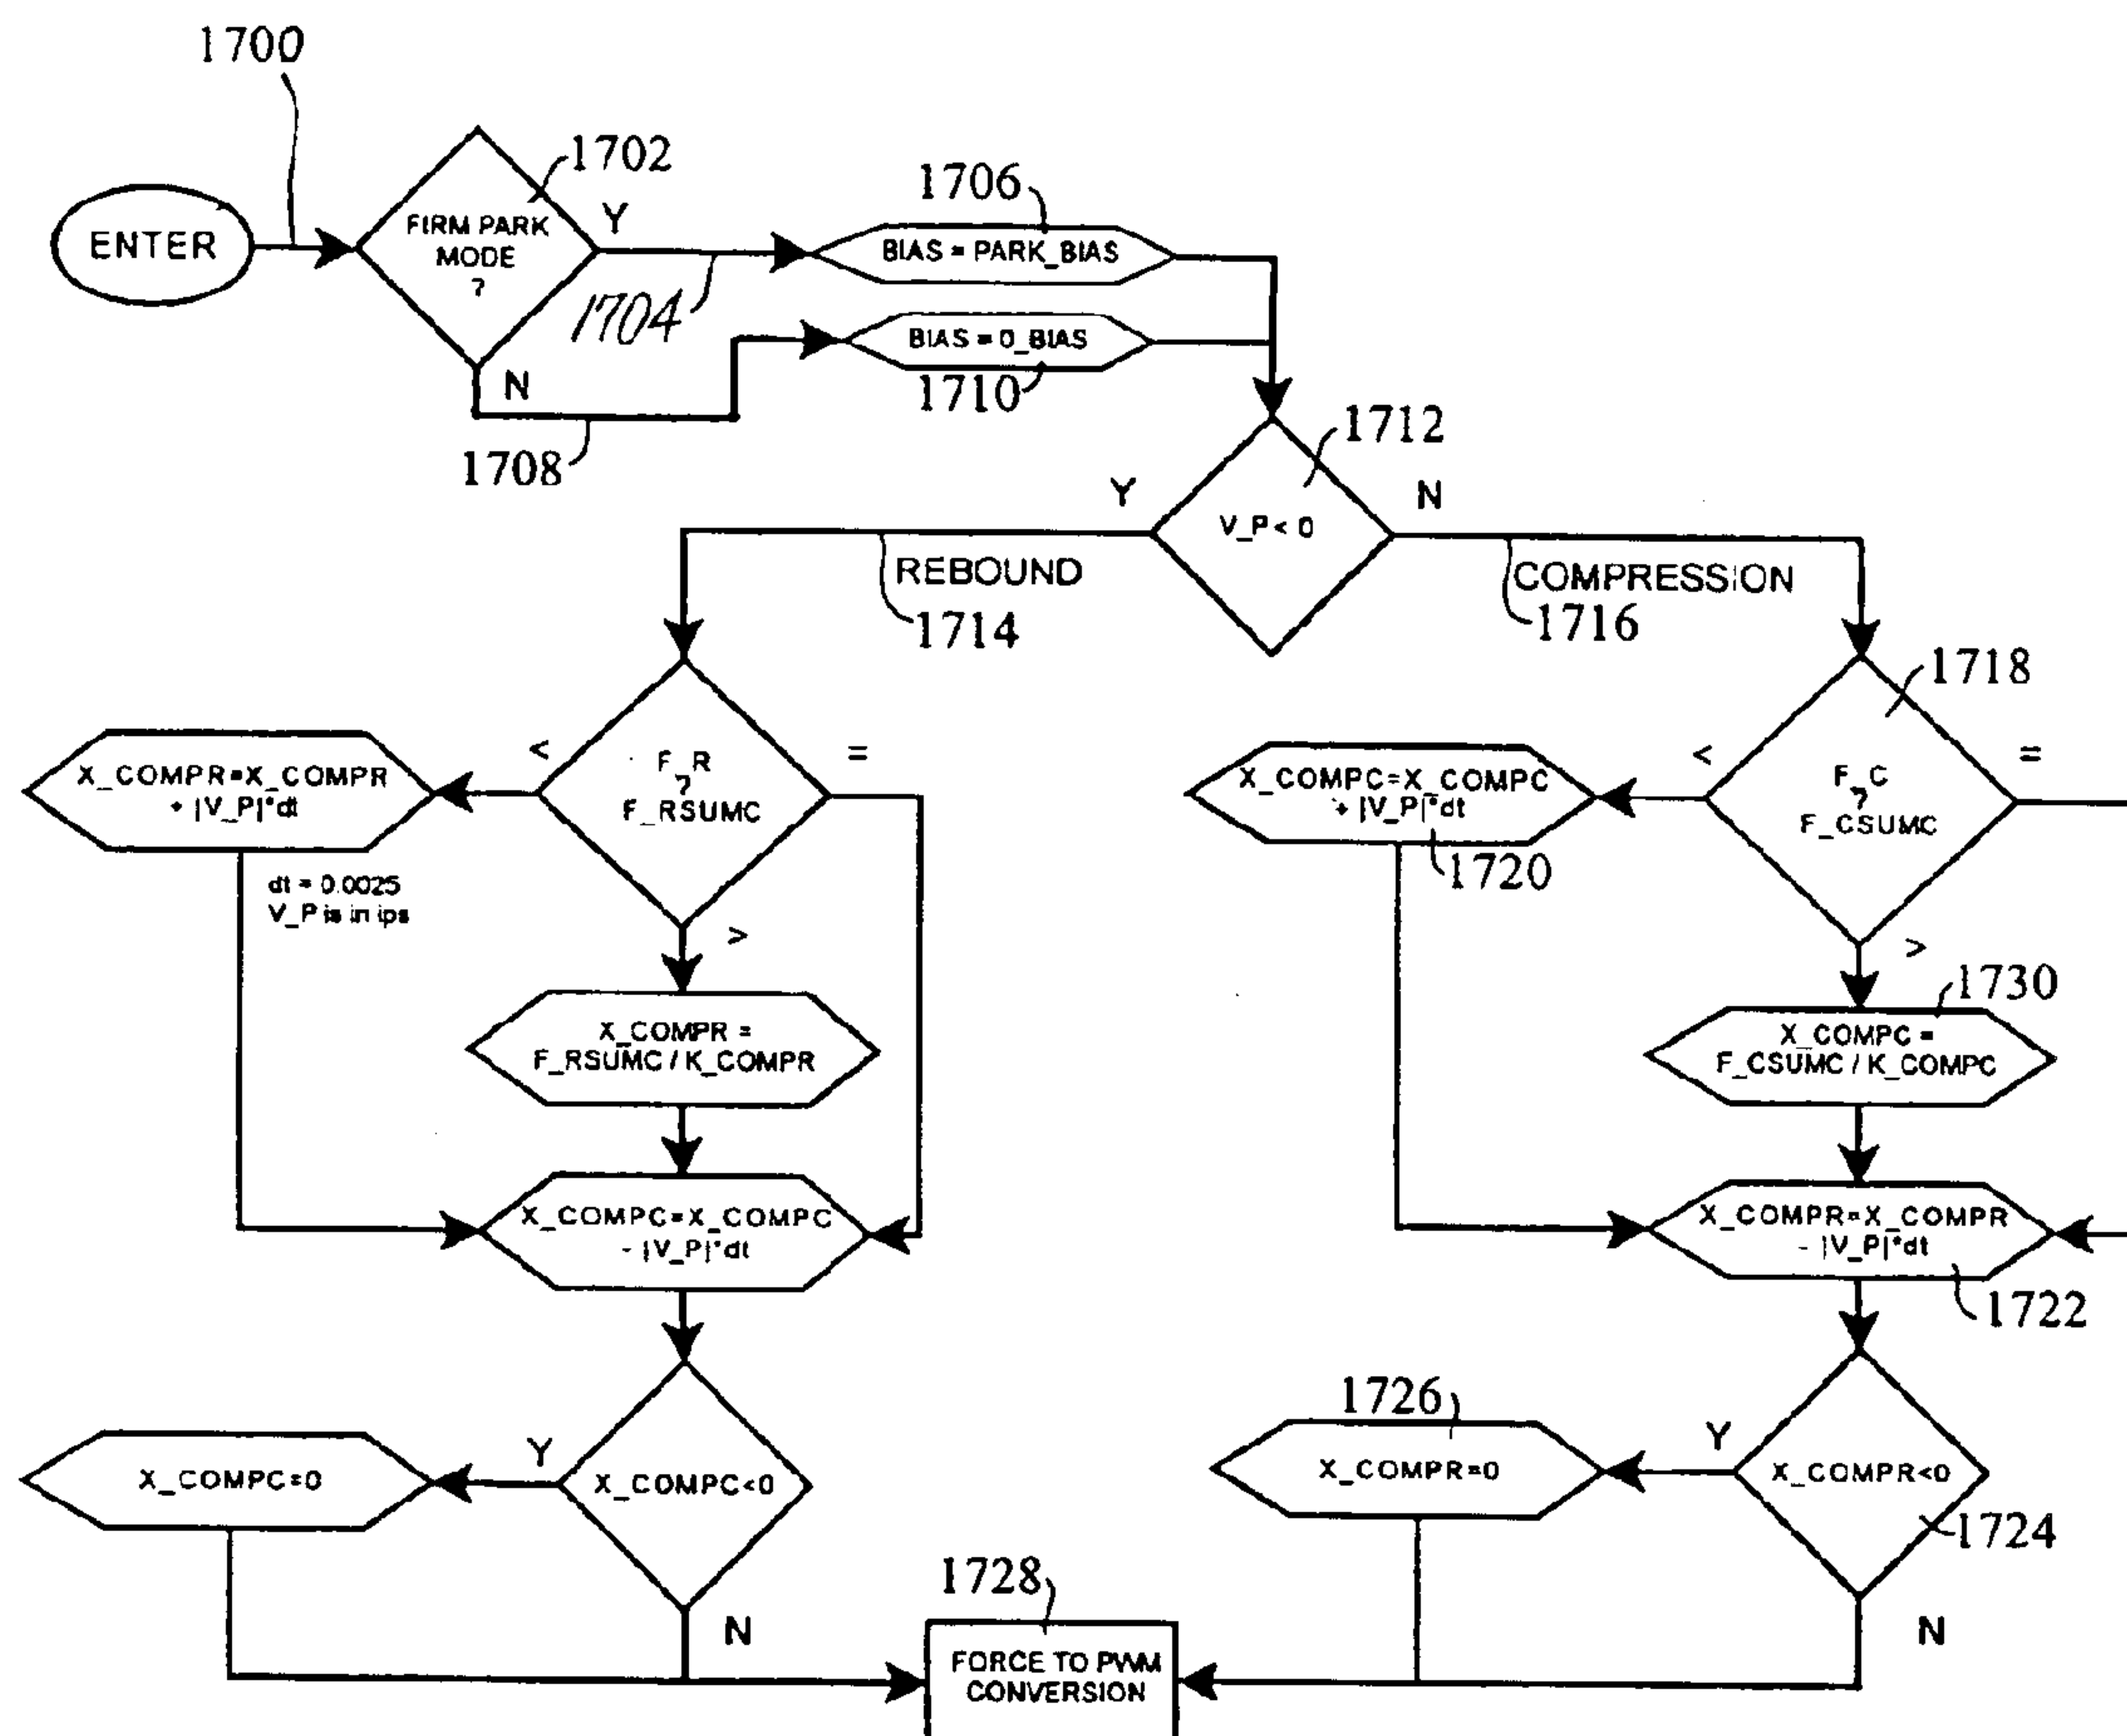 1700
ENTER
FIRM PARK
MODE
?
1702
Y
N
1704
1706
BIAS = PARK_BIAS
1708
BIAS = 0_BIAS
1710
1712
V_P < 0
Y
N
REBOUND
1714
COMPRESSION
1716
F_R
?
F_RSUMC
<
=
>
X_COMPR=X_COMPR
+ |V_P|*dt
dt = 0.0025
V_P is in ips
X_COMPR =
F_RSUMC / K_COMPR
X_COMPC=X_COMPC
- |V_P|*dt
X_COMPC<0
Y
N
X_COMPC=0
1718
F_C
?
F_CSUMC
<
=
>
X_COMPC=X_COMPC
+ |V_P|*dt
1720
1730
X_COMPC =
F_CSUMC / K_COMPC
X_COMPR=X_COMPR
- |V_P|*dt
1722
1726
X_COMPR=0
Y
X_COMPR<0
1724
N
1728
FORCE TO PWM
CONVERSION